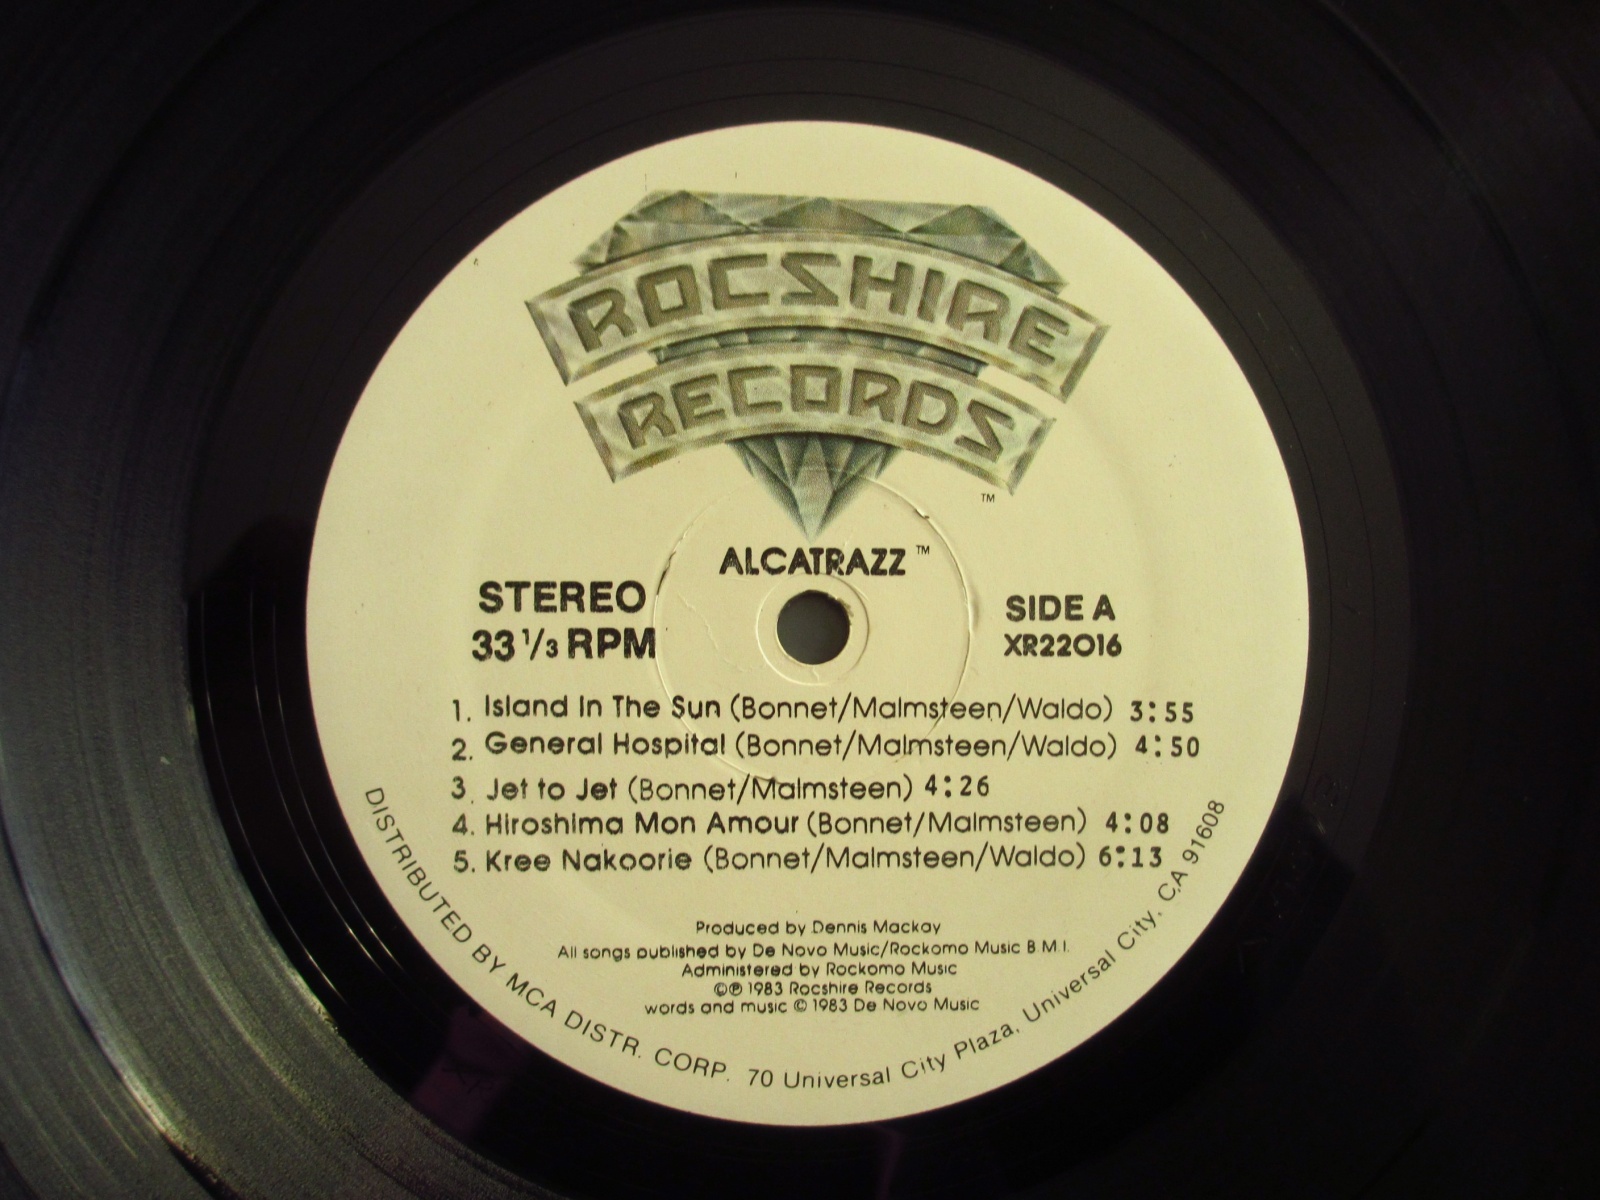 ROCSHIRE
RECORDS
™
ALCATRAZZ™
STEREO
33 1/3 RPM
SIDE A
XR22016
1. Island In The Sun (Bonnet/Malmsteen/Waldo) 3:55
2. General Hospital (Bonnet/Malmsteen/Waldo) 4:50
3. Jet to Jet (Bonnet/Malmsteen) 4:26
4. Hiroshima Mon Amour (Bonnet/Malmsteen) 4:08
5. Kree Nakoorie (Bonnet/Malmsteen/Waldo) 6:13
Produced by Dennis Mackay
All songs published by De Novo Music/Rockomo Music B.M.I.
Administered by Rockomo Music
©℗ 1983 Rocshire Records
words and music © 1983 De Novo Music
DISTRIBUTED BY MCA DISTR. CORP. 70 Universal City Plaza, Universal City, CA 91608